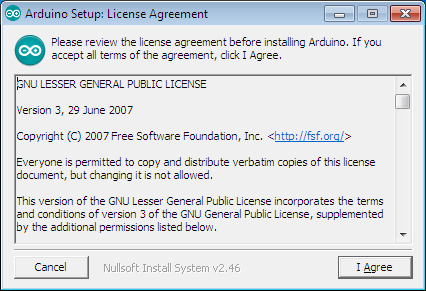 Arduino Setup: License Agreement
Please review the license agreement before installing Arduino. If you
accept all terms of the agreement, click I Agree.
GNU LESSER GENERAL PUBLIC LICENSE
Version 3, 29 June 2007
Copyright (C) 2007 Free Software Foundation, Inc. <http://fsf.org/>
Everyone is permitted to copy and distribute verbatim copies of this license
document, but changing it is not allowed.
This version of the GNU Lesser General Public License incorporates the terms
and conditions of version 3 of the GNU General Public License, supplemented
by the additional permissions listed below.
Cancel Nullsoft Install System v2.46 I Agree